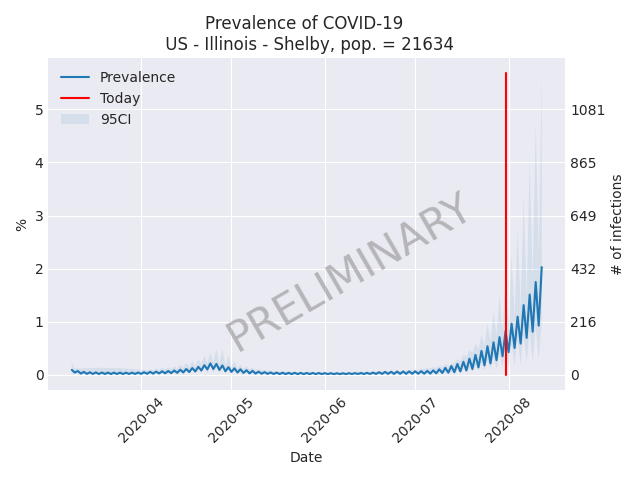 Prevalence of COVID-19
US - Illinois - Shelby, pop. = 21634
Prevalence
Today
95CI
5
4
3
2
1
0
%
1081
865
649
432
216
0
# of infections
PRELIMINARY
2020-04
2020-05
2020-06
2020-07
2020-08
Date